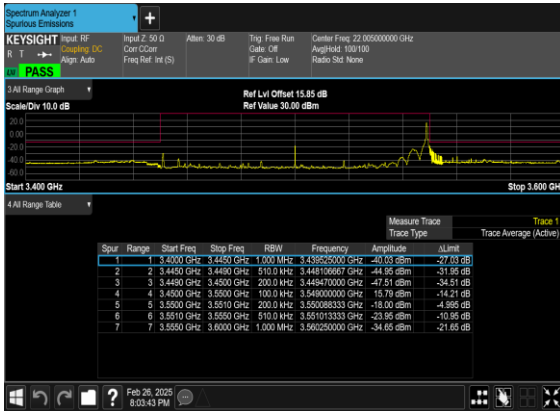 Spectrum Analyzer 1
Spurious Emissions
+
KEYSIGHT Input: RF Input Z: 50 Ω Atten: 30 dB Trig: Free Run Center Freq: 22.005000000 GHz
R T Coupling: DC Corr CCorr Gate: Off Avg|Hold: 100/100
Align: Auto Freq Ref: Int (S) IF Gain: Low Radio Std: None
PASS
3 All Range Graph
Ref Lvl Offset 15.85 dB
Scale/Div 10.0 dB Ref Value 30.00 dBm
20.0
0.00
-20.0
-40.0
-60.0
Start 3.400 GHz Stop 3.600 GH
4 All Range Table
Measure Trace Trace 1
Trace Type Trace Average (Active)
Spur Range Start Freq Stop Freq RBW Frequency Amplitude ΔLimit
1 1 3.4000 GHz 3.4450 GHz 1.000 MHz 3.439525000 GHz -40.03 dBm -27.03 dB
2 2 3.4450 GHz 3.4490 GHz 510.0 kHz 3.448106667 GHz -44.95 dBm -31.95 dB
3 3 3.4490 GHz 3.4500 GHz 200.0 kHz 3.449470000 GHz -47.51 dBm -34.51 dB
4 4 3.4500 GHz 3.5500 GHz 100.0 kHz 3.549000000 GHz 15.79 dBm -14.21 dB
5 5 3.5500 GHz 3.5510 GHz 200.0 kHz 3.550088333 GHz -18.00 dBm -4.995 dB
6 6 3.5510 GHz 3.5550 GHz 510.0 kHz 3.551013333 GHz -23.95 dBm -10.95 dB
7 7 3.5550 GHz 3.6000 GHz 1.000 MHz 3.560250000 GHz -34.65 dBm -21.65 dB
? Feb 26, 2025
8:03:43 PM